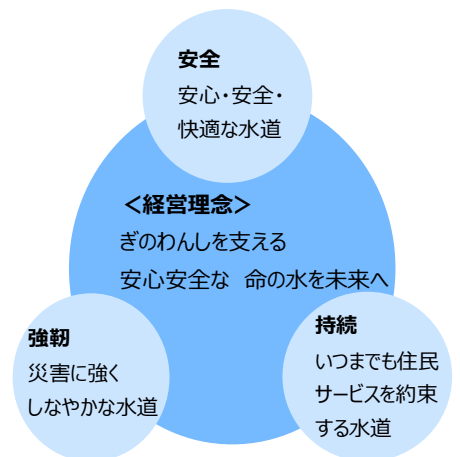 安全
安心・安全・
快適な水道
＜経営理念＞
ぎのわんしを支える
安心安全な　命の水を未来へ
強靭
災害に強く
しなやかな水道
持続
いつまでも住民
サービスを約束
する水道